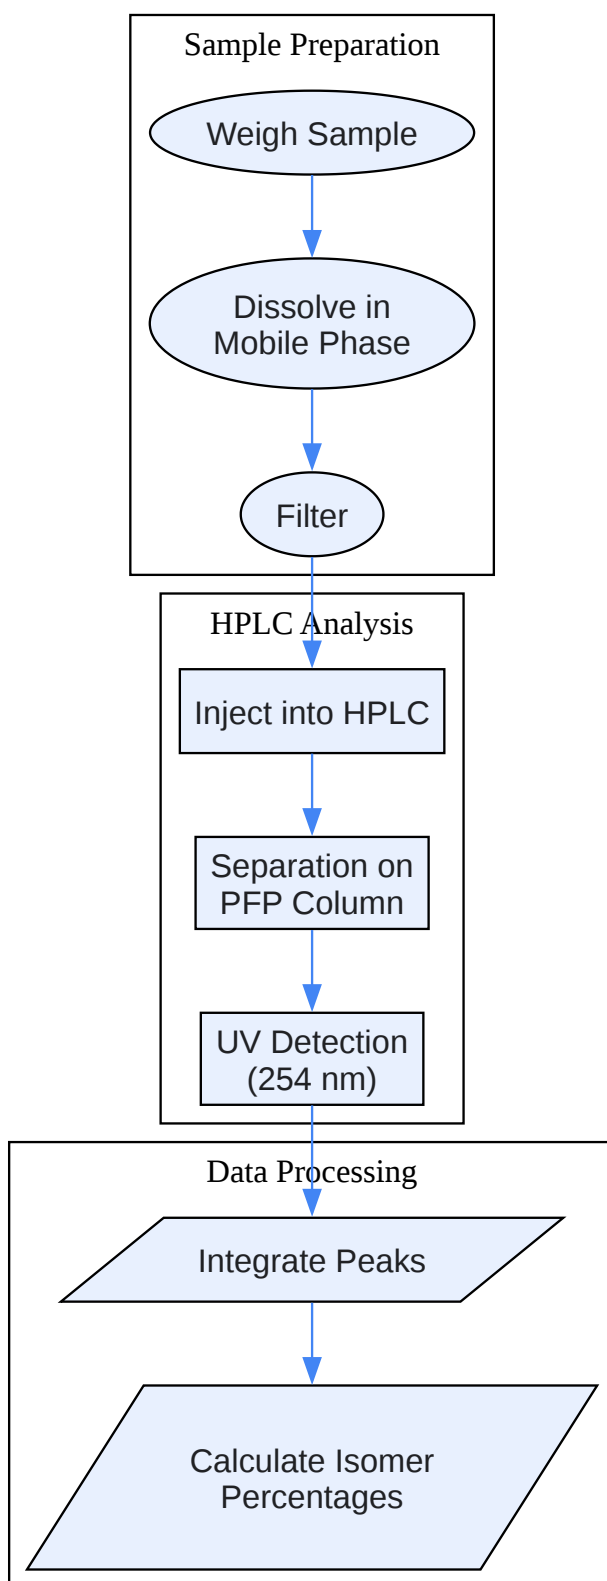 Sample Preparation
Weigh Sample
Dissolve in
Mobile Phase
Filter
HPLC Analysis
Inject into HPLC
Separation on
PFP Column
UV Detection
(254 nm)
Data Processing
Integrate Peaks
Calculate Isomer
Percentages